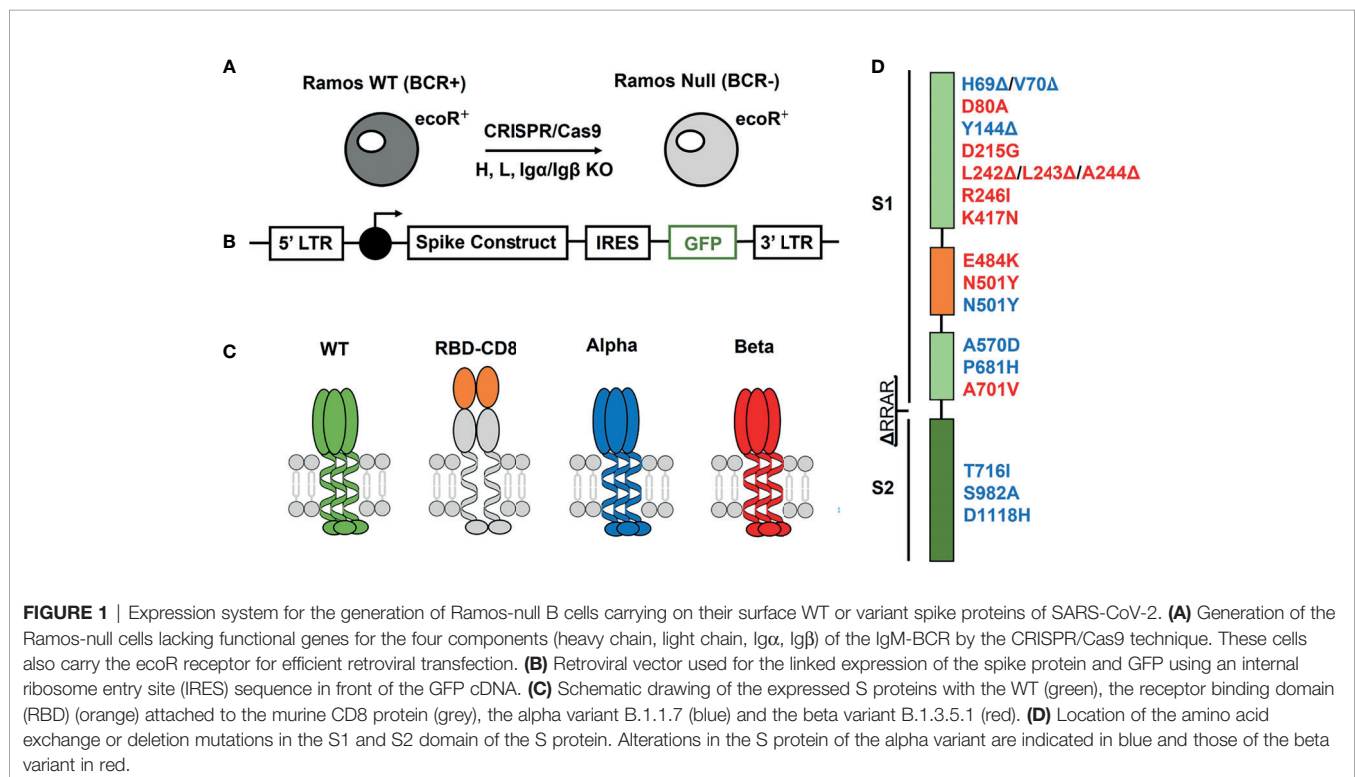 A
Ramos WT (BCR+)
Ramos Null (BCR-)
ecoR+
CRISPR/Cas9
H, L, Igα/Igβ KO
ecoR+
B
5' LTR
Spike Construct
IRES
GFP
3' LTR
C
WT
RBD-CD8
Alpha
Beta
D
S1
H69Δ/V70Δ
D80A
Y144Δ
D215G
L242Δ/L243Δ/A244Δ
R246I
K417N
E484K
N501Y
N501Y
A570D
P681H
A701V
ΔRRAR
S2
T716I
S982A
D1118H
FIGURE 1 | Expression system for the generation of Ramos-null B cells carrying on their surface WT or variant spike proteins of SARS-CoV-2. (A) Generation of the
Ramos-null cells lacking functional genes for the four components (heavy chain, light chain, Igα, Igβ) of the IgM-BCR by the CRISPR/Cas9 technique. These cells
also carry the ecoR receptor for efficient retroviral transfection. (B) Retroviral vector used for the linked expression of the spike protein and GFP using an internal
ribosome entry site (IRES) sequence in front of the GFP cDNA. (C) Schematic drawing of the expressed S proteins with the WT (green), the receptor binding domain
(RBD) (orange) attached to the murine CD8 protein (grey), the alpha variant B.1.1.7 (blue) and the beta variant B.1.3.5.1 (red). (D) Location of the amino acid
exchange or deletion mutations in the S1 and S2 domain of the S protein. Alterations in the S protein of the alpha variant are indicated in blue and those of the beta
variant in red.